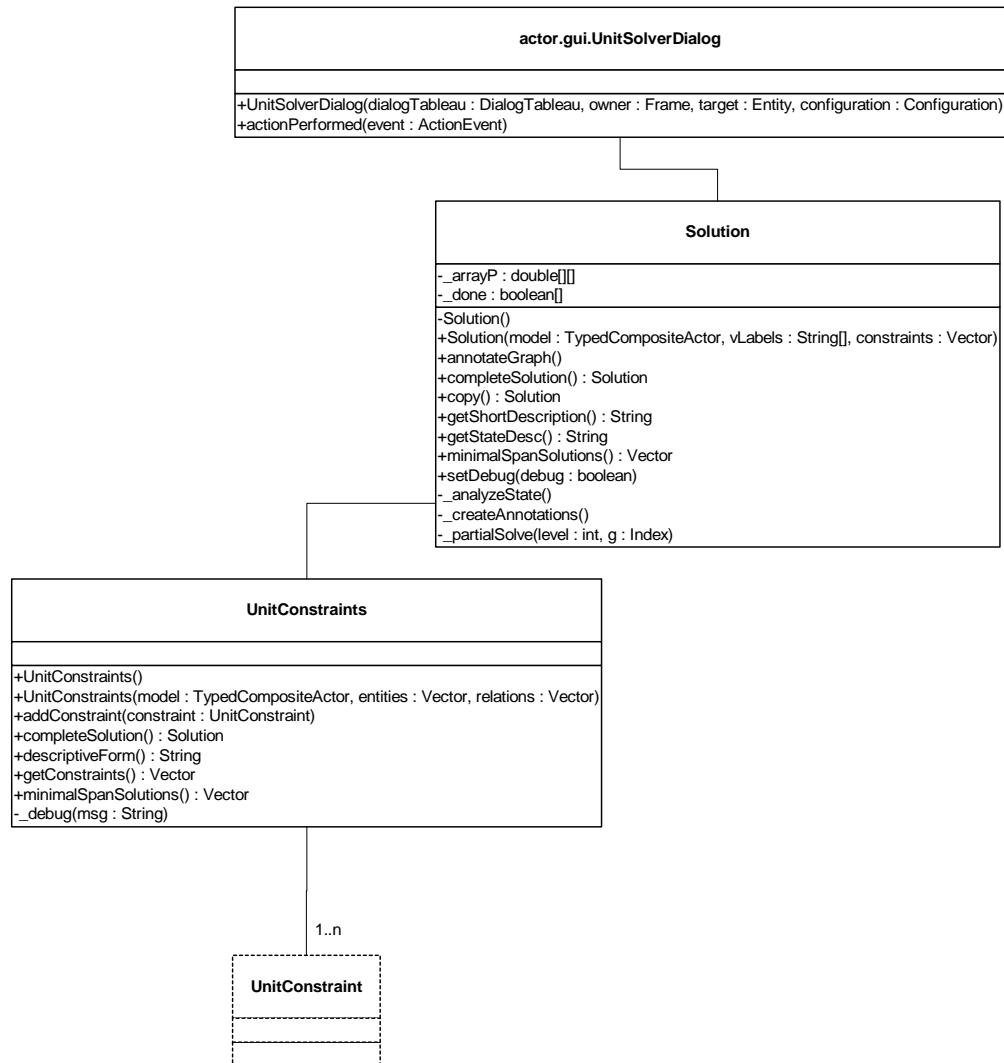 actor.gui.UnitSolverDialog
+UnitSolverDialog(dialogTableau : DialogTableau, owner : Frame, target : Entity, configuration : Configuration)
+actionPerformed(event : ActionEvent)
Solution
-_arrayP : double[][]
-_done : boolean[]
-Solution()
+Solution(model : TypedCompositeActor, vLabels : String[], constraints : Vector)
+annotateGraph()
+completeSolution() : Solution
+copy() : Solution
+getShortDescription() : String
+getStateDesc() : String
+minimalSpanSolutions() : Vector
+setDebug(debug : boolean)
-_analyzeState()
-_createAnnotations()
-_partialSolve(level : int, g : Index)
UnitConstraints
+UnitConstraints()
+UnitConstraints(model : TypedCompositeActor, entities : Vector, relations : Vector)
+addConstraint(constraint : UnitConstraint)
+completeSolution() : Solution
+descriptiveForm() : String
+getConstraints() : Vector
+minimalSpanSolutions() : Vector
-_debug(msg : String)
1..n
UnitConstraint